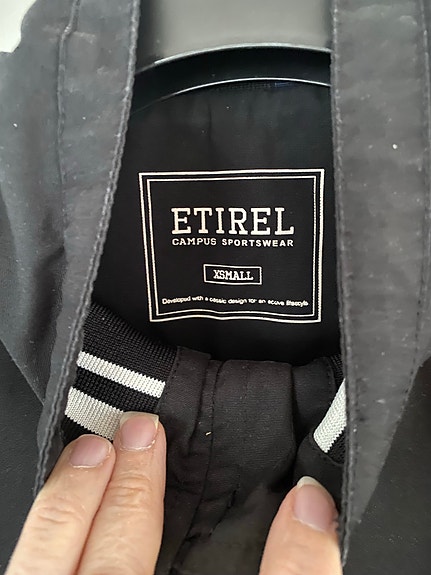 ETIREL
CAMPUS SPORTSWEAR
XSMALL
Developed with a classic design for an active lifestyle